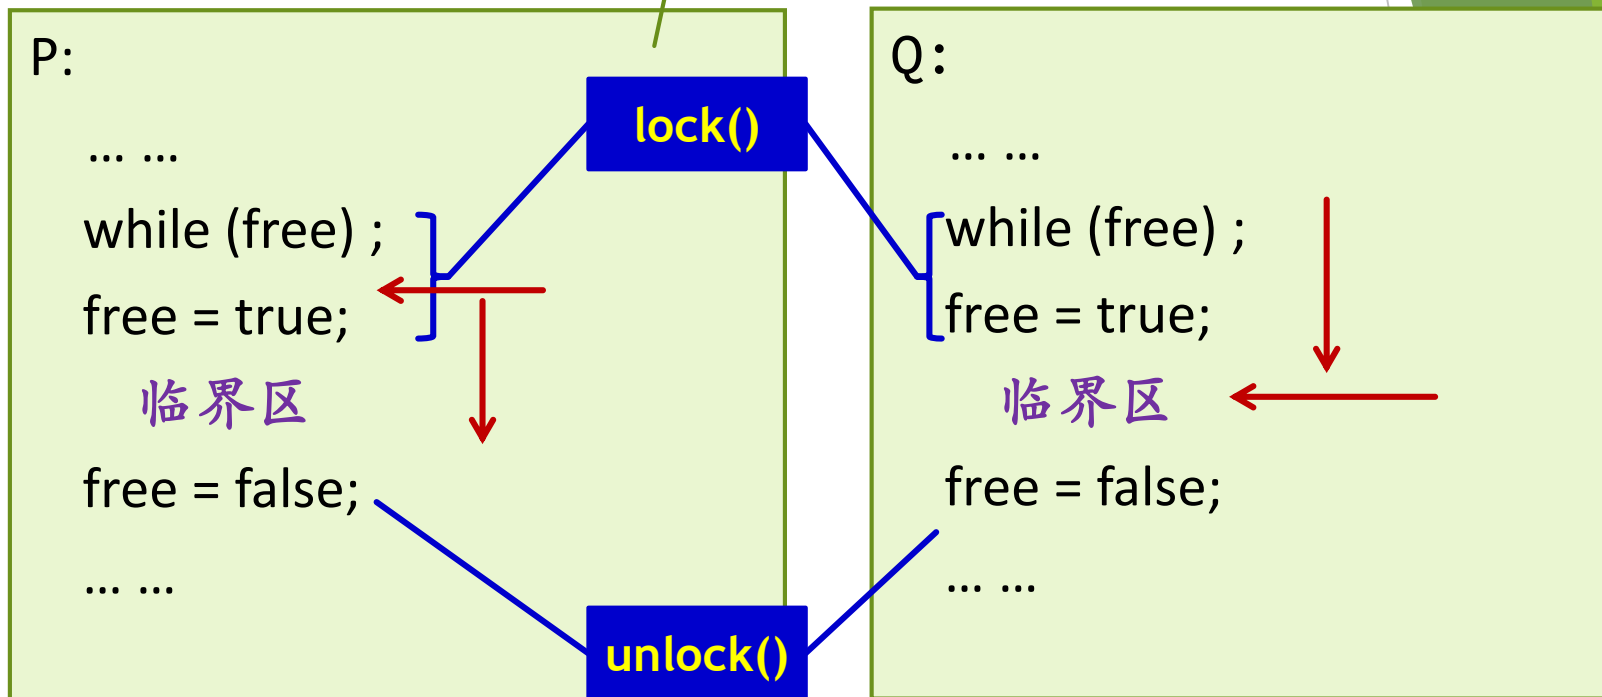 P:
… …
while (free) ;
free = true;
临界区
free = false;
… …
lock()
unlock()
Q:
… …
while (free) ;
free = true;
临界区
free = false;
… …